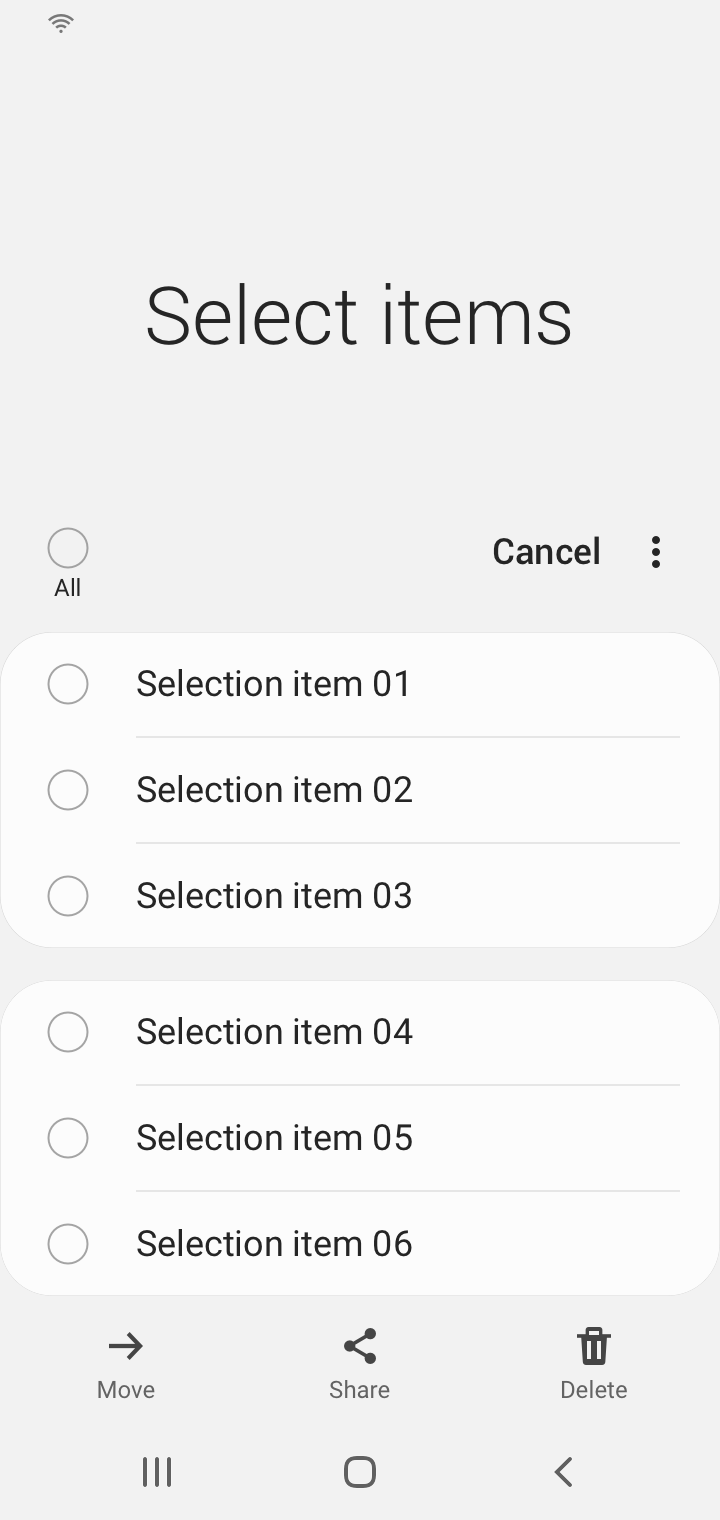 Select items
All
Cancel
Selection item 01
Selection item 02
Selection item 03
Selection item 04
Selection item 05
Selection item 06
Move
Share
Delete